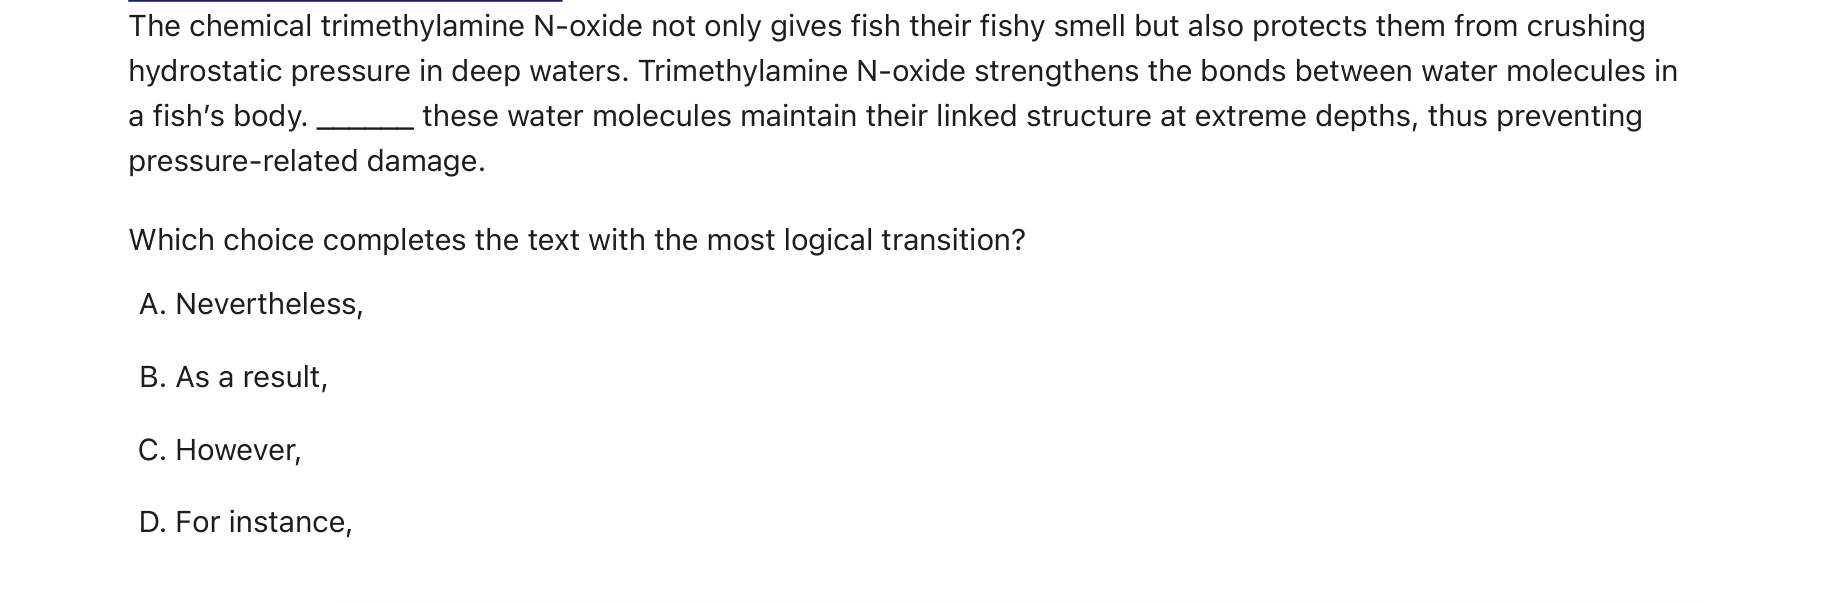 The chemical trimethylamine N-oxide not only gives fish their fishy smell but also protects them from crushing
hydrostatic pressure in deep waters. Trimethylamine N-oxide strengthens the bonds between water molecules in
a fish’s body. ______ these water molecules maintain their linked structure at extreme depths, thus preventing
pressure-related damage.
Which choice completes the text with the most logical transition?
A. Nevertheless,
B. As a result,
C. However,
D. For instance,